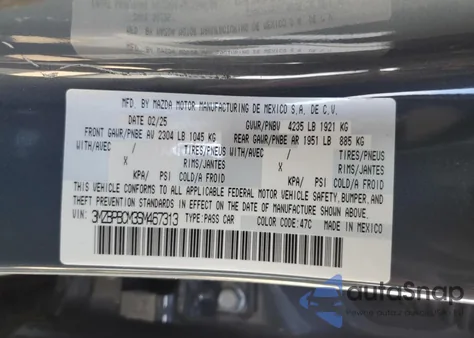 MFD. BY MAZDA MOTOR MANUFACTURING DE MEXICO S.A. DE C.V.
DATE: 02/25 GVWR/PNBV 4235 LB 1921 KG
FRONT GAWR/PNBE AV 2304 LB 1045 KG REAR GAWR/PNBE AR 1951 LB 885 KG
WITH/AVEC TIRES/PNEUS WITH/AVEC TIRES/PNEUS
X RIMS/JANTES X RIMS/JANTES
KPA/ PSI COLD/A FROID KPA/ PSI COLD/A FROID
THIS VEHICLE CONFORMS TO ALL APPLICABLE FEDERAL MOTOR VEHICLE SAFETY, BUMPER, AND
THEFT PREVENTION STANDARDS IN EFFECT ON THE DATE OF MANUFACTURE SHOWN ABOVE.
VIN: 3MZBPBCM3SM467313 TYPE: PASS CAR COLOR CODE: 47C MADE IN MEXICO
autoSnap